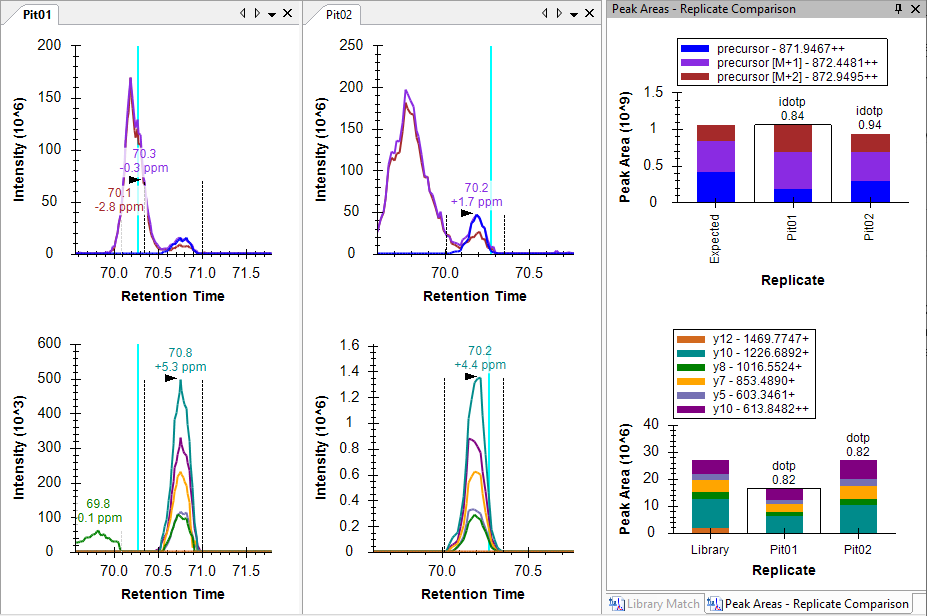 Pit01
200
150
100
50
0
Intensity (10^6)
70.3
-0.3 ppm
70.1
-2.8 ppm
70.0 70.5 71.0 71.5
Retention Time
600
500
400
300
200
100
0
Intensity (10^3)
70.8
+5.3 ppm
69.8
-0.1 ppm
70.0 70.5 71.0 71.5
Retention Time
Pit02
250
200
150
100
50
0
Intensity (10^6)
70.2
+1.7 ppm
70.0 70.5
Retention Time
1.6
1.4
1.2
1
0.8
0.6
0.4
0.2
0
Intensity (10^6)
70.2
+4.4 ppm
70.0 70.5
Retention Time
Peak Areas - Replicate Comparison
precursor - 871.9467++
precursor [M+1] - 872.4481++
precursor [M+2] - 872.9495++
1.5
1
0.5
0
Peak Area (10^9)
idotp
0.84
idotp
0.94
Expected
Pit01
Pit02
Replicate
y12 - 1469.7747+
y10 - 1226.6892+
y8 - 1016.5524+
y7 - 853.4890+
y5 - 603.3461+
y10 - 613.8482++
40
30
20
10
0
Peak Area (10^6)
dotp
0.82
dotp
0.82
Library Pit01 Pit02
Replicate
Library Match
Peak Areas - Replicate Comparison